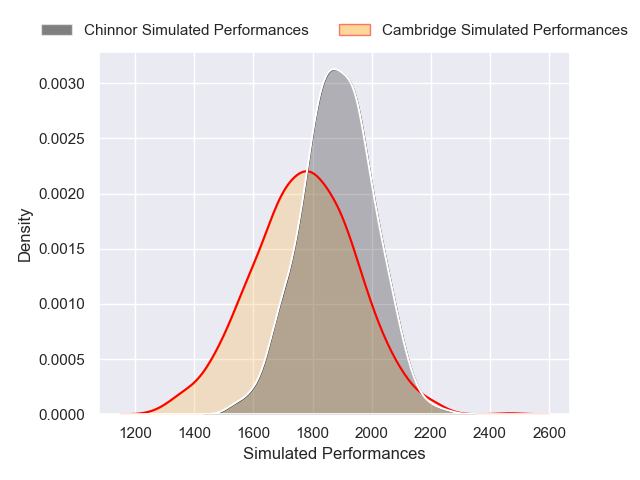 Chinnor Simulated Performances Cambridge Simulated Performances
0.0030
0.0025
0.0020
0.0015
0.0010
0.0005
0.0000
Density
1200 1400 1600 1800 2000 2200 2400 2600
Simulated Performances